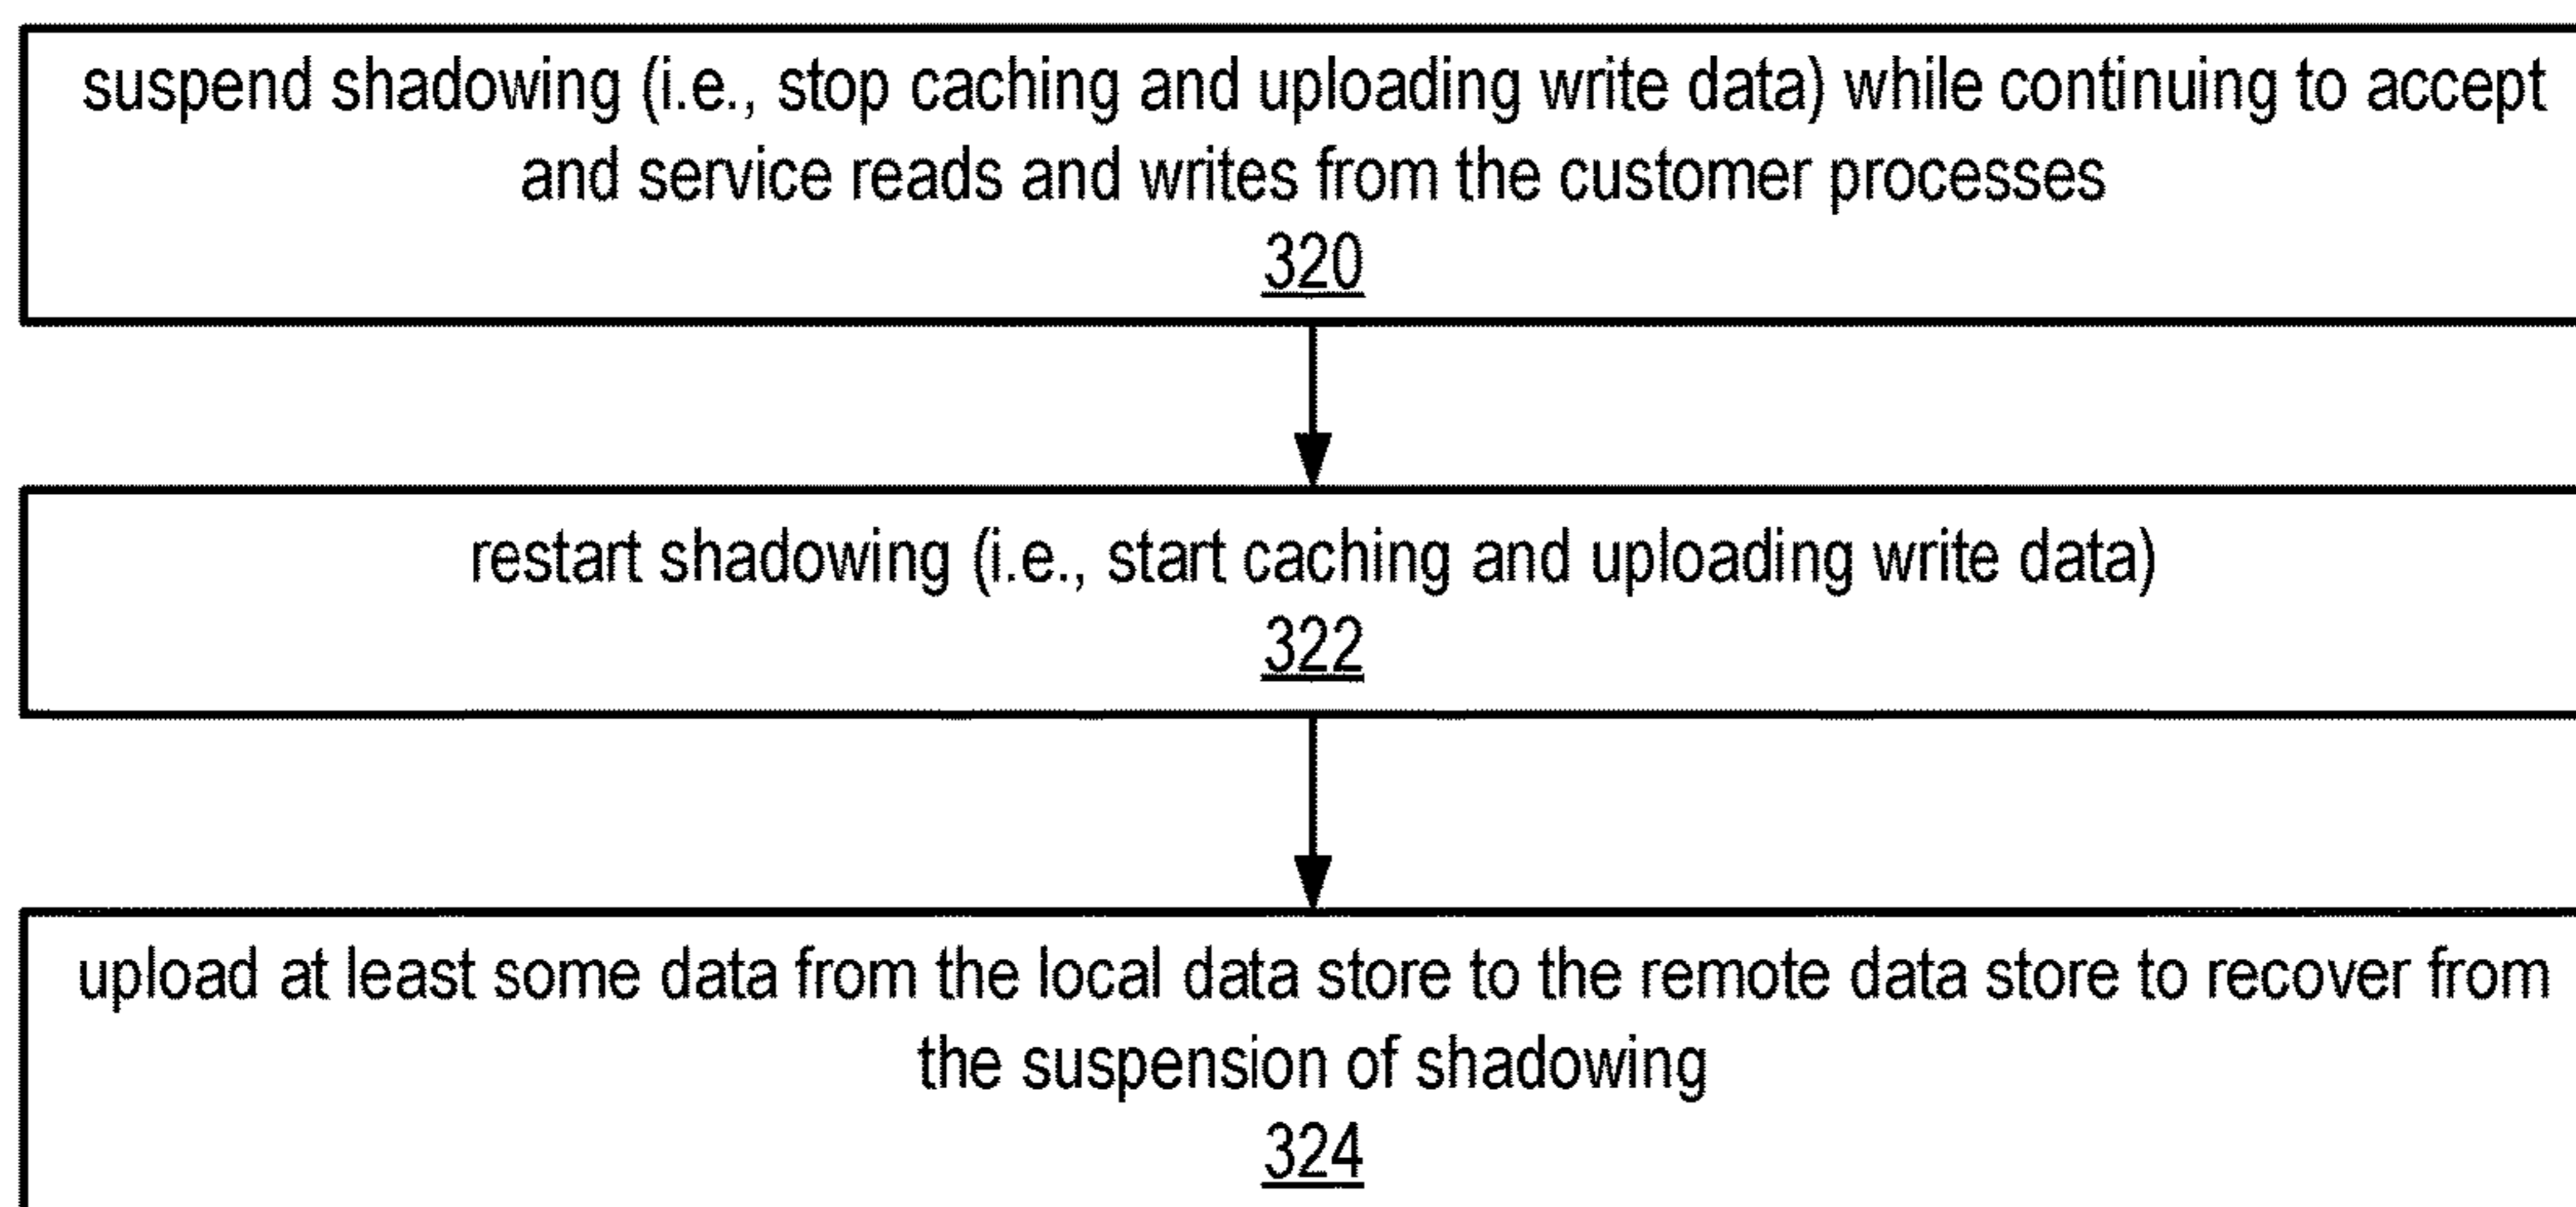 suspend shadowing (i.e., stop caching and uploading write data) while continuing to accept
and service reads and writes from the customer processes
320
restart shadowing (i.e., start caching and uploading write data)
322
upload at least some data from the local data store to the remote data store to recover from
the suspension of shadowing
324